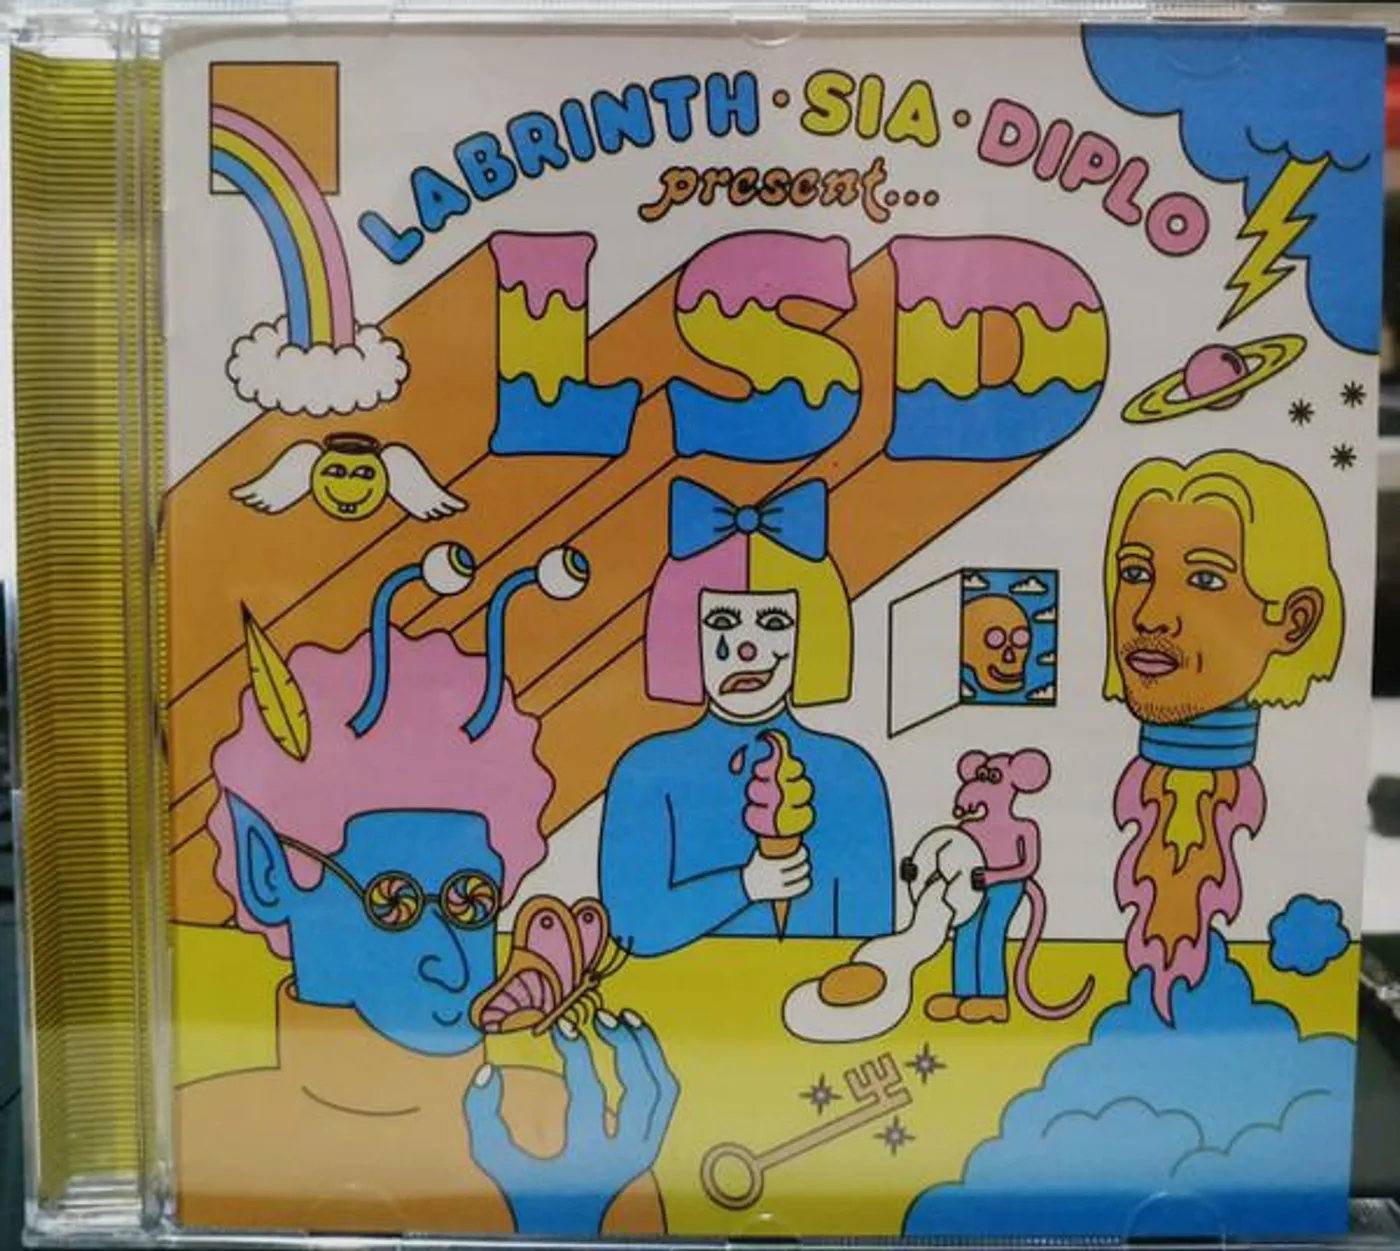 LABRINTH • SIA • DIPLO
present...
LSD